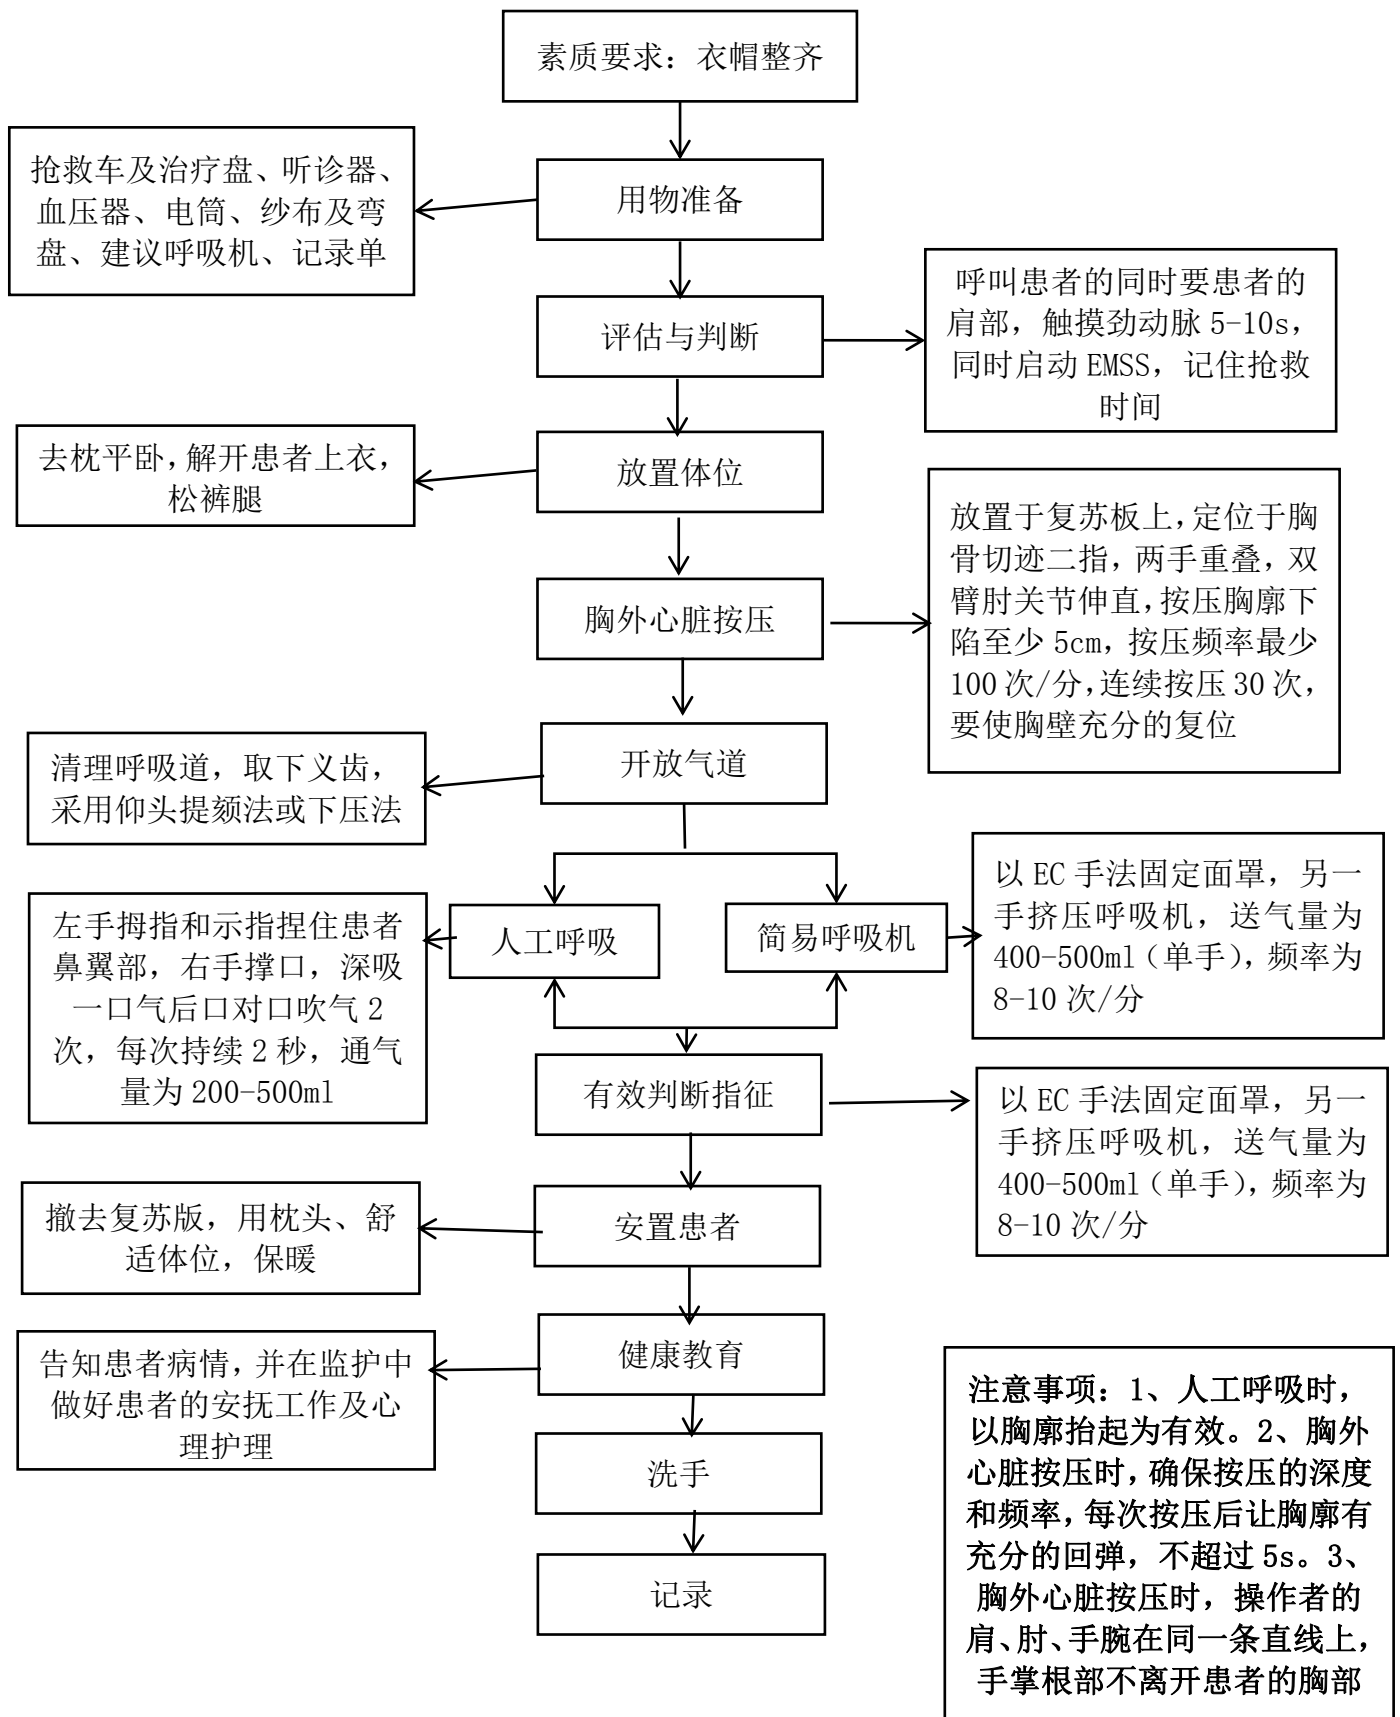 素质要求：衣帽整齐
抢救车及治疗盘、听诊器、
血压器、电筒、纱布及弯
盘、建议呼吸机、记录单
用物准备
评估与判断
呼叫患者的同时要患者的
肩部，触摸劲动脉 5-10s，
同时启动 EMSS，记住抢救
时间
去枕平卧，解开患者上衣，
松裤腿
放置体位
胸外心脏按压
放置于复苏板上，定位于胸
骨切迹二指，两手重叠，双
臂肘关节伸直，按压胸廓下
陷至少 5cm，按压频率最少
100 次/分，连续按压 30 次，
要使胸壁充分的复位
清理呼吸道，取下义齿，
采用仰头提颏法或下压法
开放气道
左手拇指和示指捏住患者
鼻翼部，右手撑口，深吸
一口气后口对口吹气 2
次，每次持续 2 秒，通气
量为 200-500ml
人工呼吸
简易呼吸机
以 EC 手法固定面罩，另一
手挤压呼吸机，送气量为
400-500ml（单手），频率为
8-10 次/分
有效判断指征
以 EC 手法固定面罩，另一
手挤压呼吸机，送气量为
400-500ml（单手），频率为
8-10 次/分
撤去复苏版，用枕头、舒
适体位，保暖
安置患者
告知患者病情，并在监护中
做好患者的安抚工作及心
理护理
健康教育
洗手
记录
注意事项：1、人工呼吸时，
以胸廓抬起为有效。2、胸外
心脏按压时，确保按压的深度
和频率，每次按压后让胸廓有
充分的回弹，不超过 5s。3、
胸外心脏按压时，操作者的
肩、肘、手腕在同一条直线上，
手掌根部不离开患者的胸部